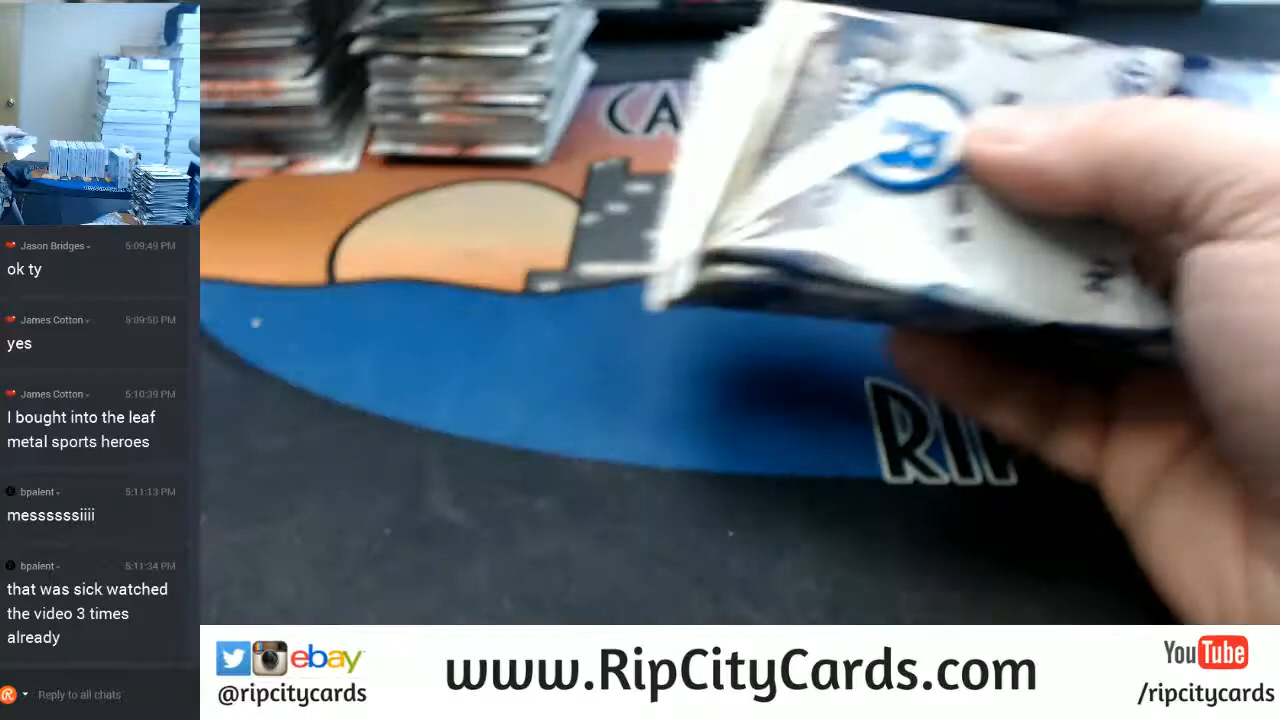 Jason Bridges
5:09:49 PM
ok ty
James Cotton
5:09:50 PM
yes
James Cotton
5:10:39 PM
I bought into the leaf
metal sports heroes
bpalent
5:11:13 PM
messssssiiii
bpalent
5:11:34 PM
that was sick watched
the video 3 times
already
Reply to all chats
CA
RIP
ebay
@ripcitycards
www.RipCityCards.com
YouTube
/ripcitycards